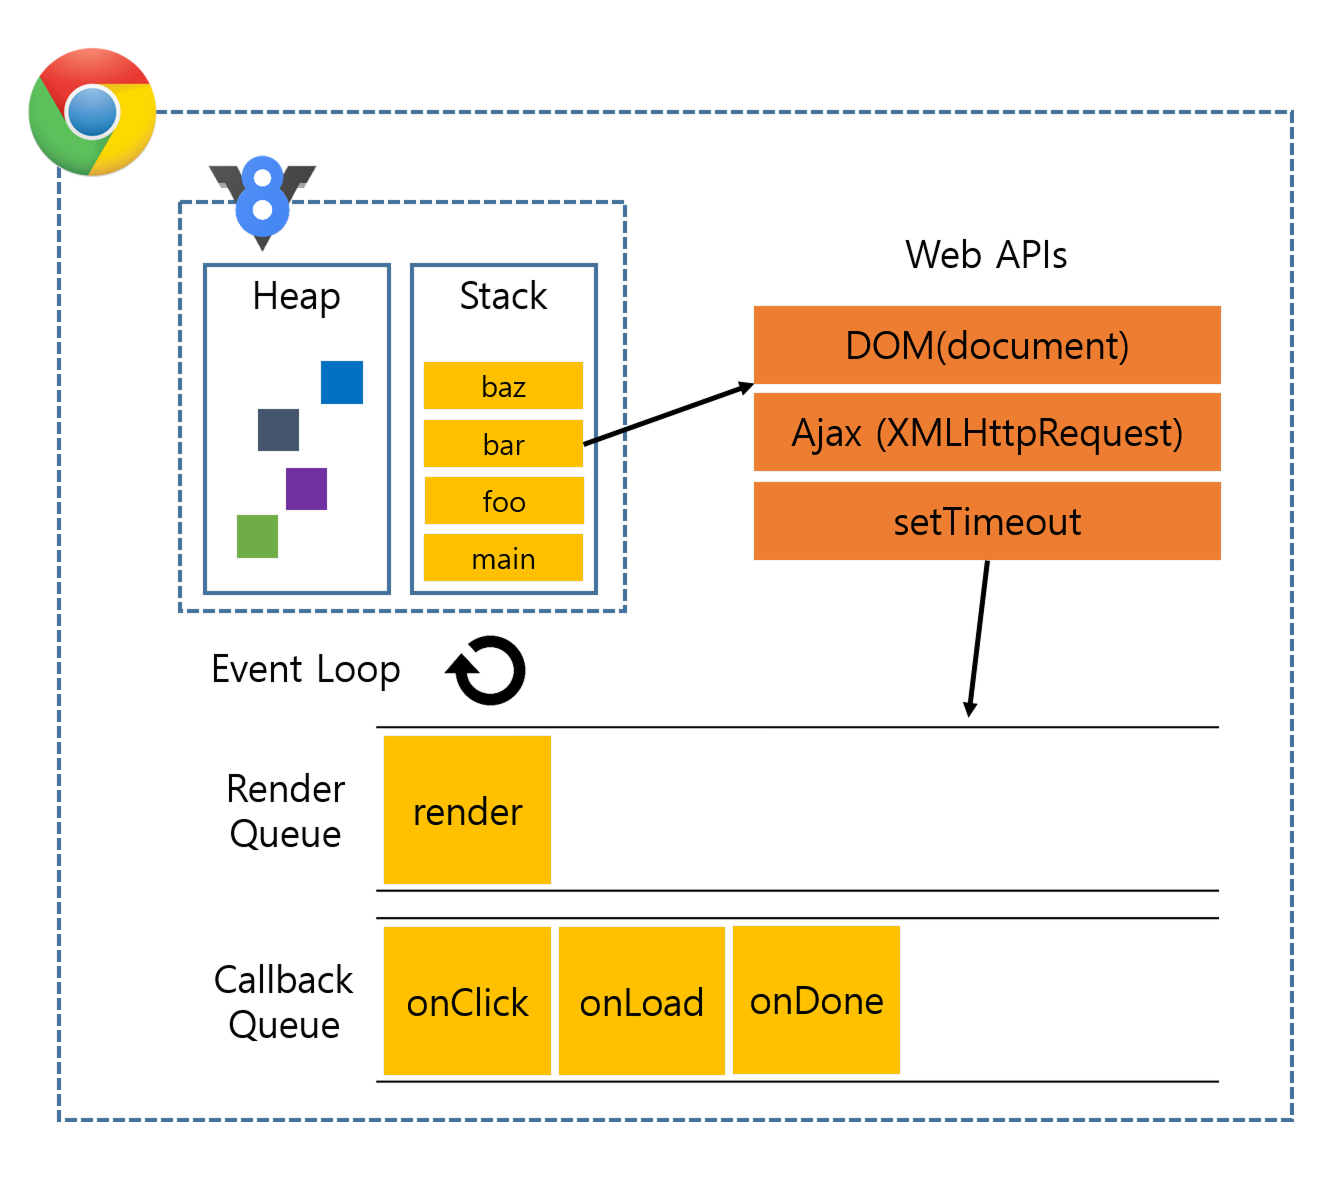 8
Heap
Stack
baz
bar
foo
main
Web APIs
DOM(document)
Ajax (XMLHttpRequest)
setTimeout
Event Loop
Render
Queue
render
Callback
Queue
onClick
onLoad
onDone